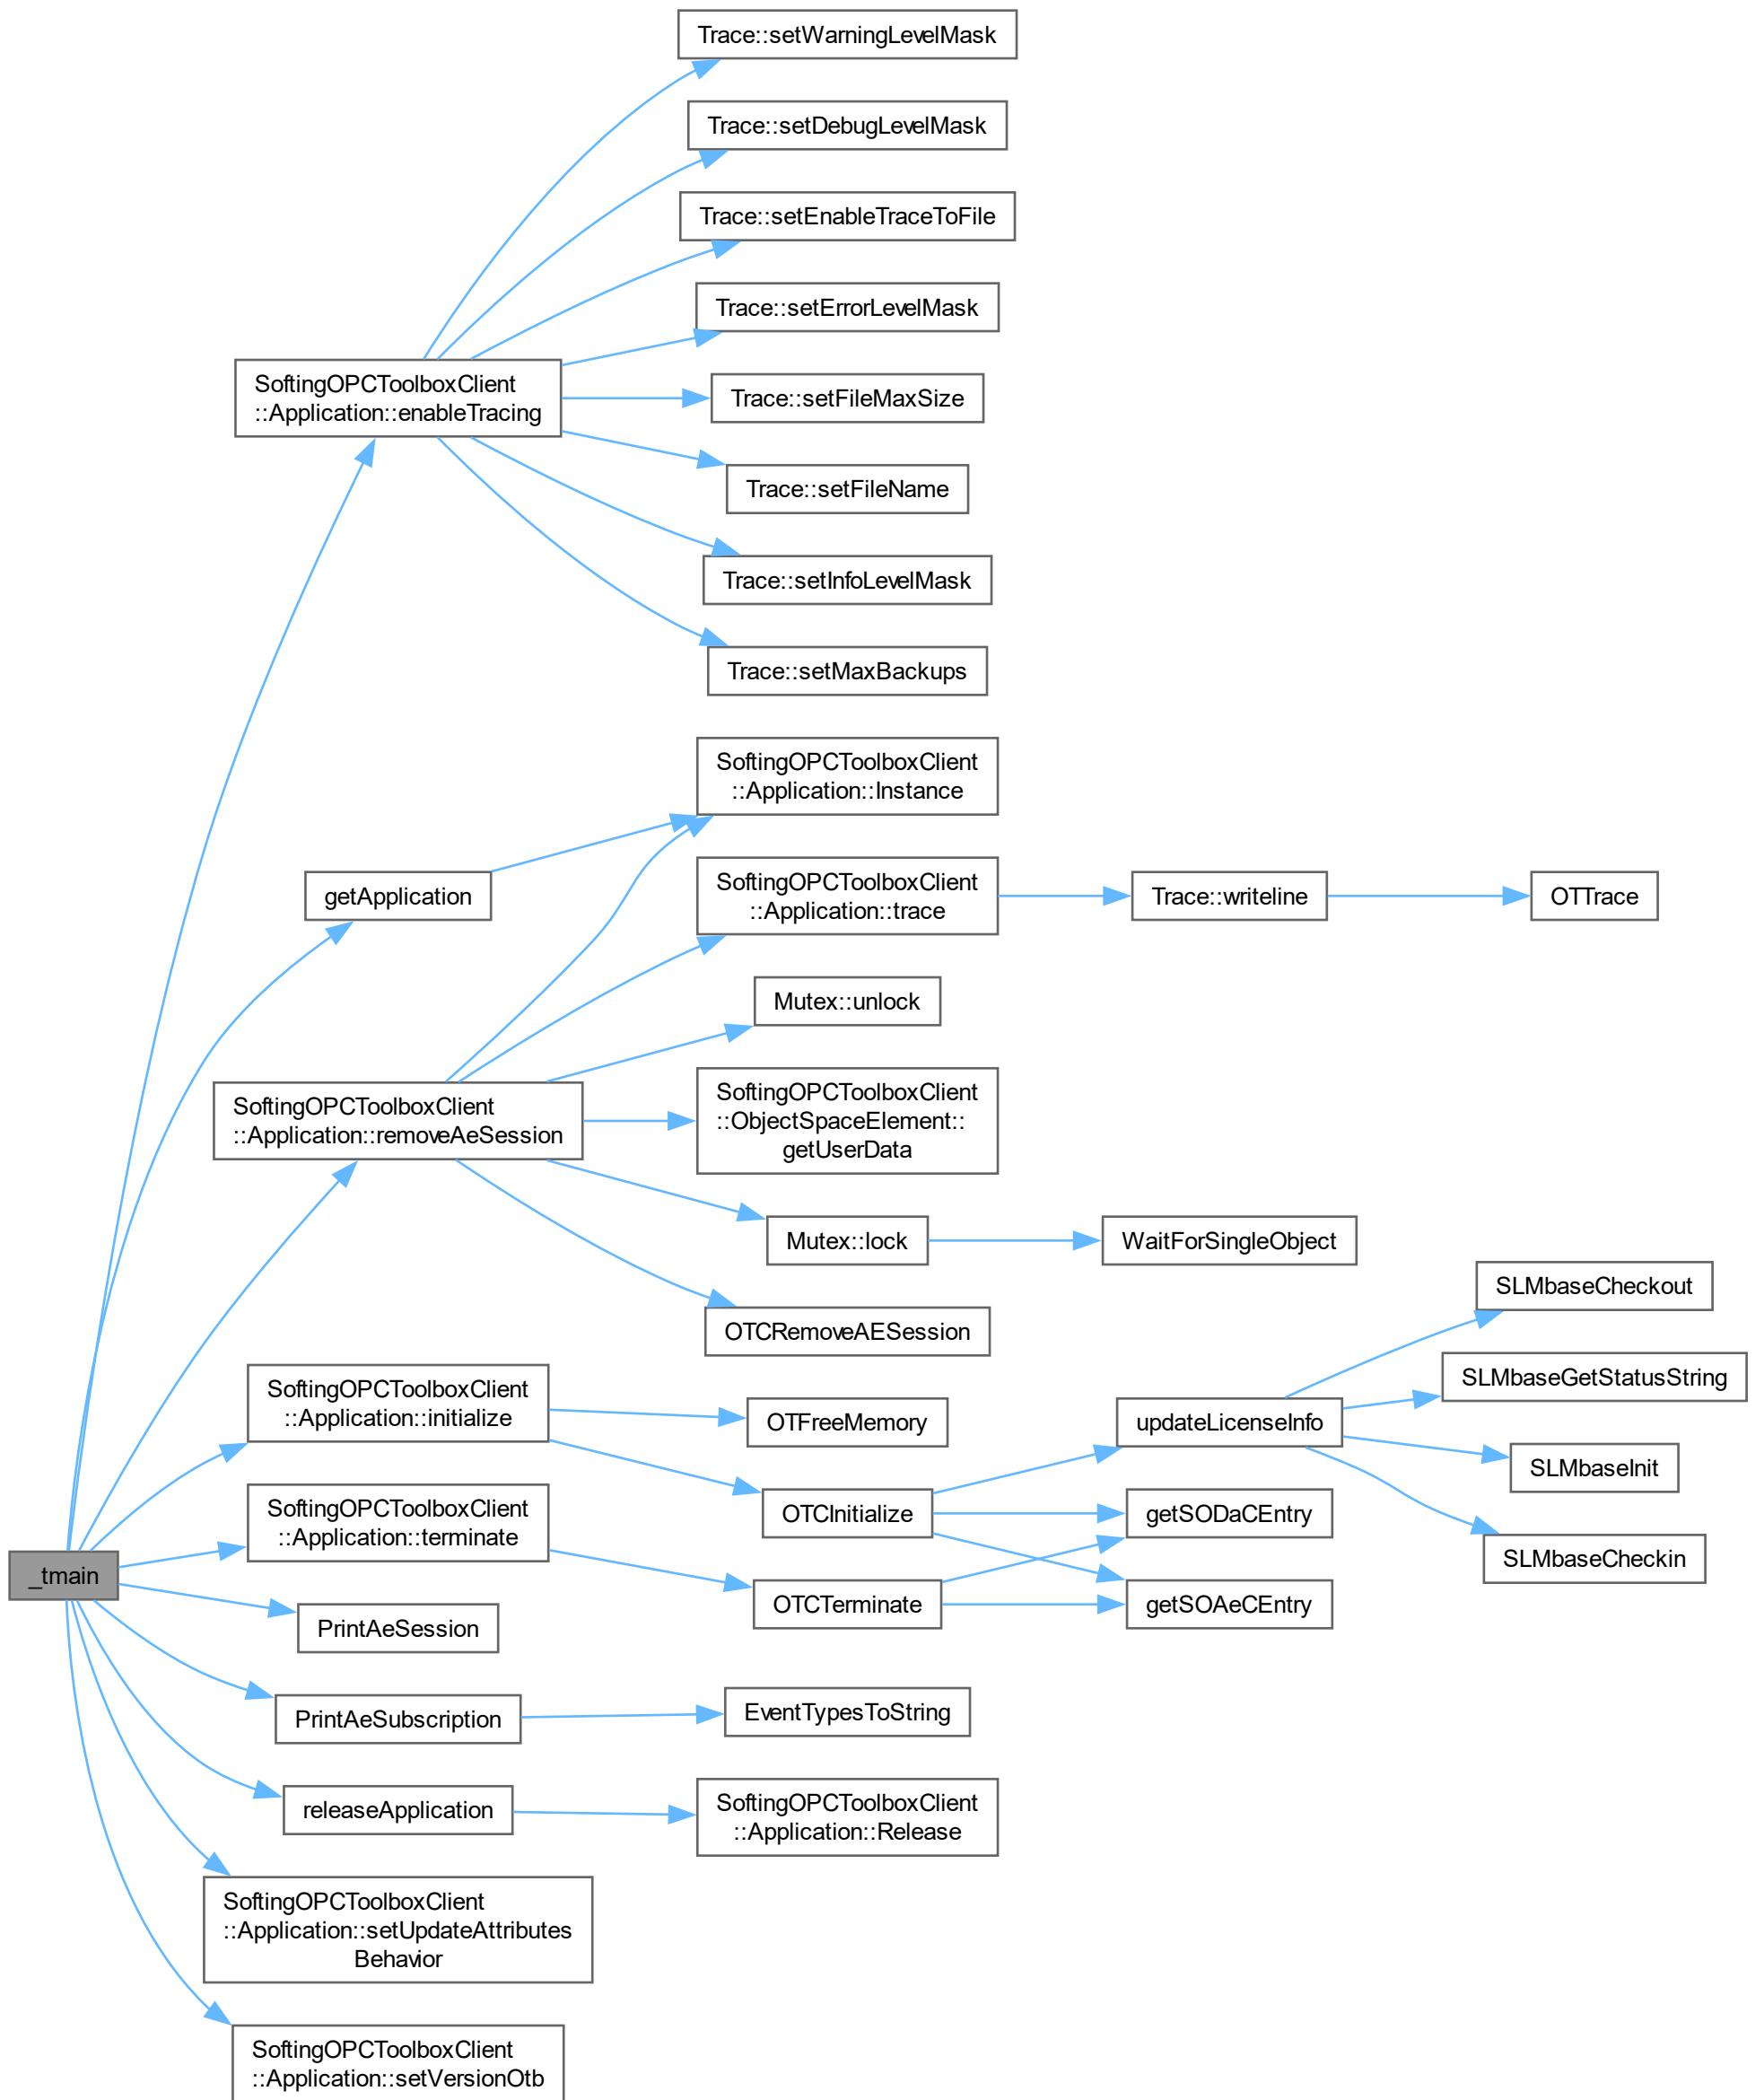 Trace::setWarningLevelMask
Trace::setDebugLevelMask
Trace::setEnableTraceToFile
Trace::setErrorLevelMask
SoftingOPCToolboxClient
::Application::enableTracing
Trace::setFileMaxSize
Trace::setFileName
Trace::setInfoLevelMask
Trace::setMaxBackups
SoftingOPCToolboxClient
::Application::Instance
getApplication
SoftingOPCToolboxClient
::Application::trace
Trace::writeline
OTTrace
Mutex::unlock
SoftingOPCToolboxClient
::Application::removeAeSession
SoftingOPCToolboxClient
::ObjectSpaceElement::
getUserData
Mutex::lock
WaitForSingleObject
OTCRemoveAESession
SLMbaseCheckout
SoftingOPCToolboxClient
::Application::initialize
OTFreeMemory
updateLicenseInfo
SLMbaseGetStatusString
SLMbaseInit
OTCInitialize
getSODaCEntry
SoftingOPCToolboxClient
::Application::terminate
SLMbaseCheckin
_tmain
OTCTerminate
getSOAeCEntry
PrintAeSession
PrintAeSubscription
EventTypesToString
releaseApplication
SoftingOPCToolboxClient
::Application::Release
SoftingOPCToolboxClient
::Application::setUpdateAttributes
Behavior
SoftingOPCToolboxClient
::Application::setVersionOtb